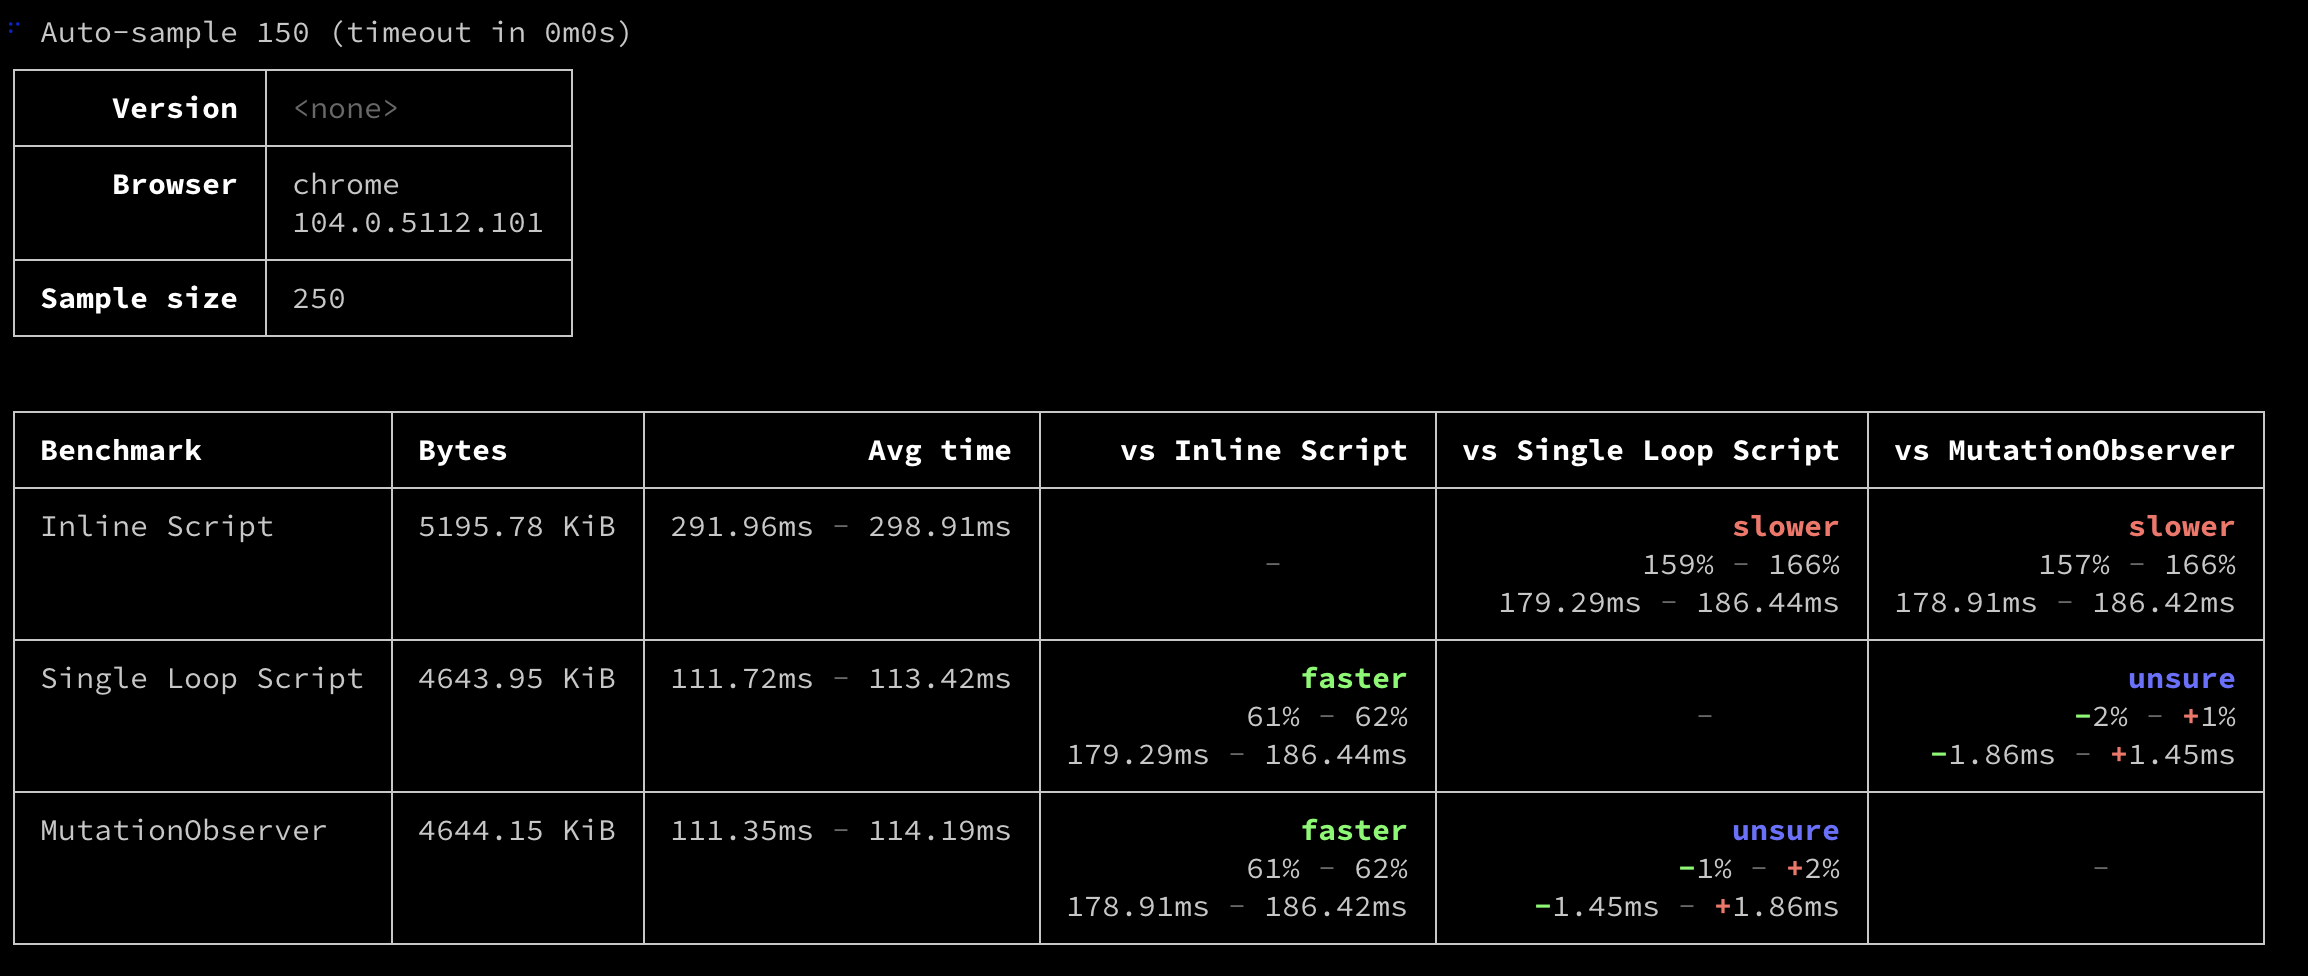 Auto-sample 150 (timeout in 0m0s)
Version <none>
Browser chrome
104.0.5112.101
Sample size 250
Benchmark Bytes Avg time vs Inline Script vs Single Loop Script vs MutationObserver
Inline Script 5195.78 KiB 291.96ms - 298.91ms slower slower
- 159% - 166% 157% - 166%
179.29ms - 186.44ms 178.91ms - 186.42ms
Single Loop Script 4643.95 KiB 111.72ms - 113.42ms faster unsure
61% - 62% - -2% - +1%
179.29ms - 186.44ms -1.86ms - +1.45ms
MutationObserver 4644.15 KiB 111.35ms - 114.19ms faster unsure
61% - 62% -1% - +2% -
178.91ms - 186.42ms -1.45ms - +1.86ms